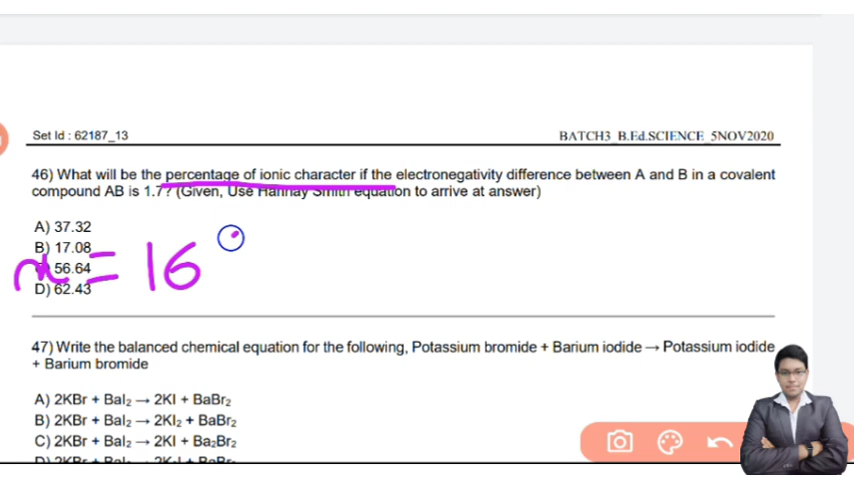 Set Id : 62187_13
BATCH3_B.Ed.SCIENCE_5NOV2020
46) What will be the percentage of ionic character if the electronegativity difference between A and B in a covalent
compound AB is 1.7? (Given, Use Hannay Smith equation to arrive at answer)
A) 37.32
B) 17.08
56.64
D) 62.43
= 16
47) Write the balanced chemical equation for the following, Potassium bromide + Barium iodide → Potassium iodide
+ Barium bromide
A) 2KBr + BaI₂ → 2KI + BaBr₂
B) 2KBr + BaI₂ → 2KI₂ + BaBr₂
C) 2KBr + BaI₂ → 2KI + Ba₂Br₂